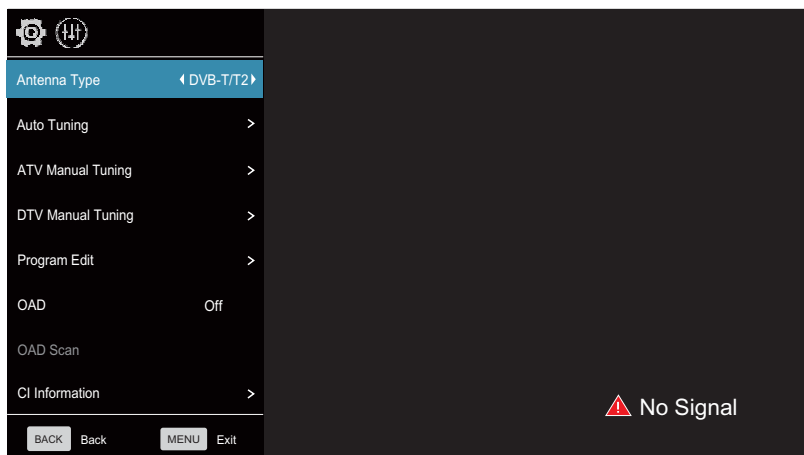 Antenna Type DVB-T/T2
Auto Tuning >
ATV Manual Tuning >
DTV Manual Tuning >
Program Edit >
OAD Off
OAD Scan
CI Information >
No Signal
BACK Back MENU Exit